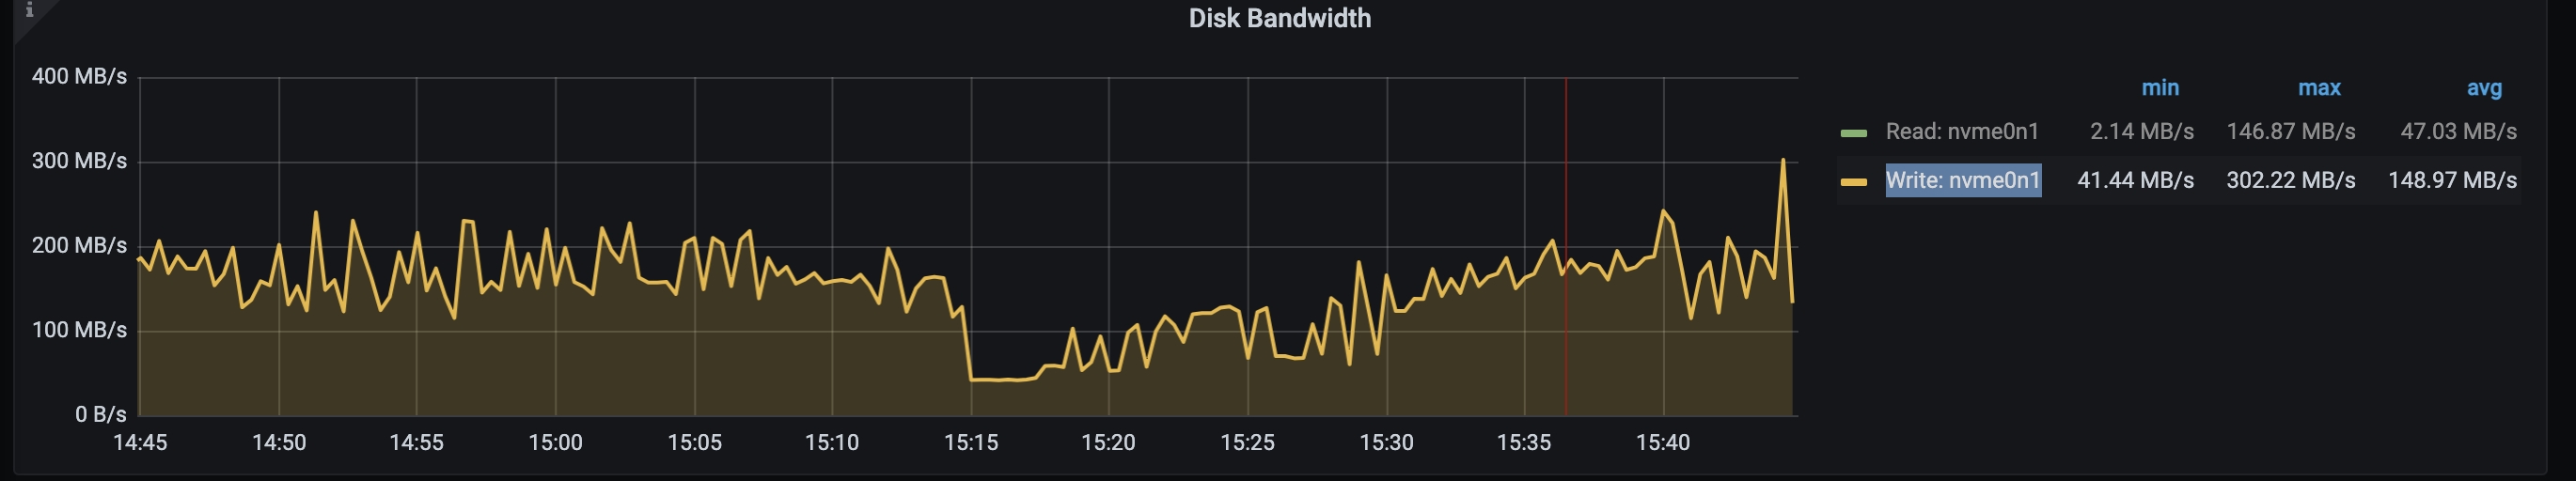 Disk Bandwidth
400 MB/s
300 MB/s
200 MB/s
100 MB/s
0 B/s
14:45 14:50 14:55 15:00 15:05 15:10 15:15 15:20 15:25 15:30 15:35 15:40
min max avg
Read: nvme0n1 2.14 MB/s 146.87 MB/s 47.03 MB/s
Write: nvme0n1 41.44 MB/s 302.22 MB/s 148.97 MB/s